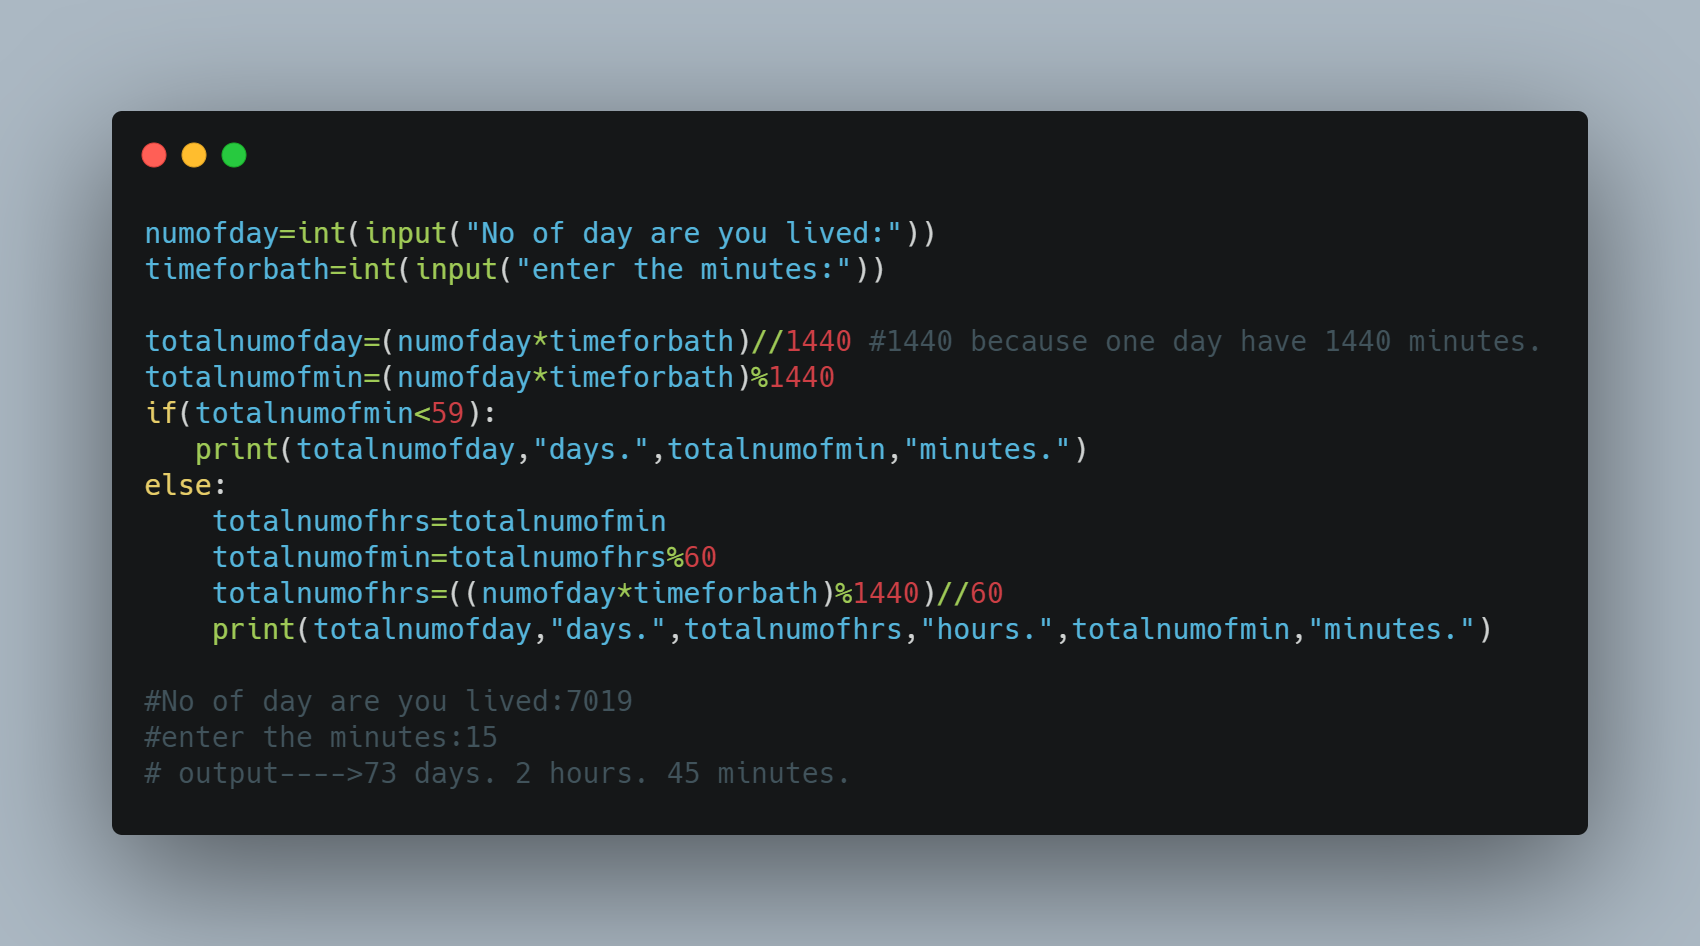 numofday=int(input("No of day are you lived:"))
timeforbath=int(input("enter the minutes:"))
totalnumofday=(numofday*timeforbath)//1440 #1440 because one day have 1440 minutes.
totalnumofmin=(numofday*timeforbath)%1440
if(totalnumofmin<59):
   print(totalnumofday,"days.",totalnumofmin,"minutes.")
else:
    totalnumofhrs=totalnumofmin
    totalnumofmin=totalnumofhrs%60
    totalnumofhrs=((numofday*timeforbath)%1440)//60
    print(totalnumofday,"days.",totalnumofhrs,"hours.",totalnumofmin,"minutes.")
#No of day are you lived:7019
#enter the minutes:15
# output---->73 days. 2 hours. 45 minutes.